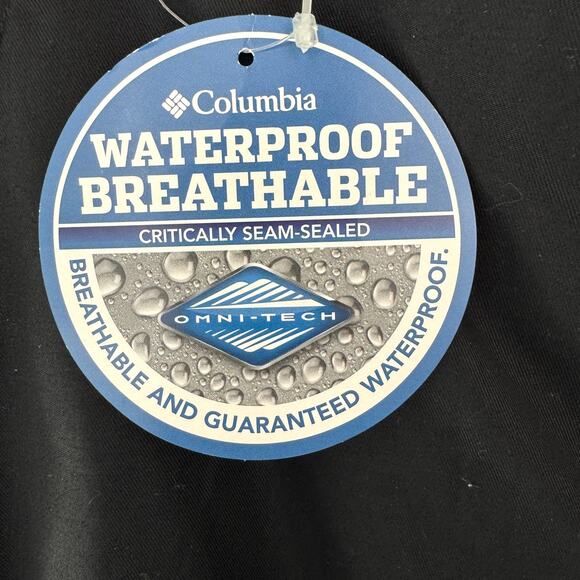 Columbia
WATERPROOF
BREATHABLE
CRITICALLY SEAM-SEALED
OMNI-TECH
BREATHABLE AND GUARANTEED WATERPROOF.